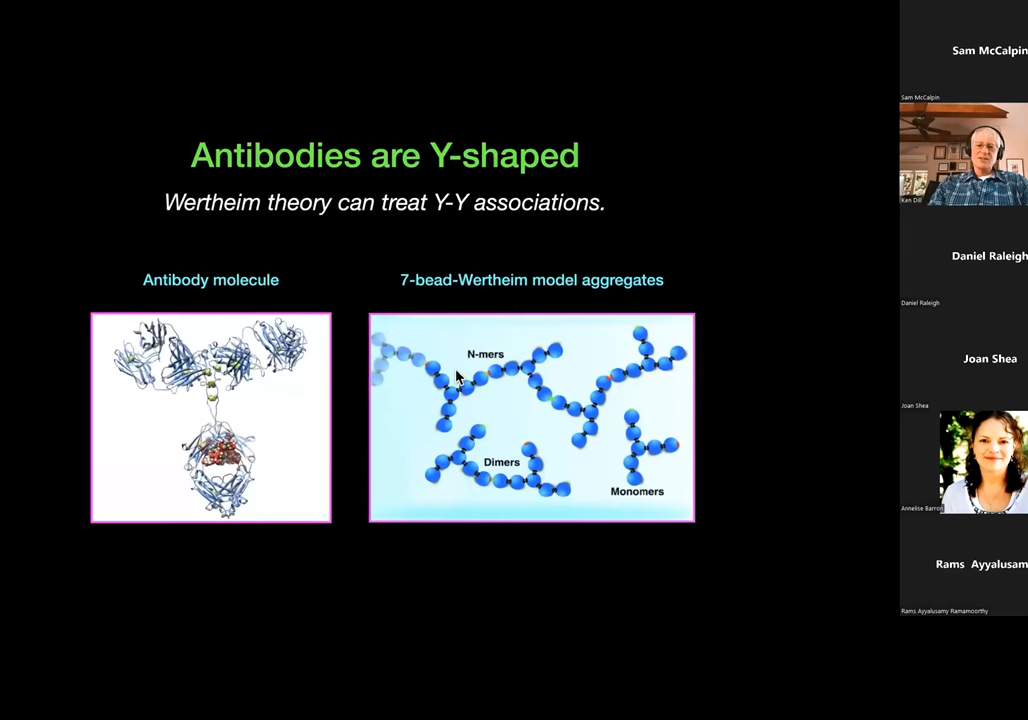 Antibodies are Y-shaped
Wertheim theory can treat Y-Y associations.
Antibody molecule
7-bead-Wertheim model aggregates
N-mers
Dimers
Monomers
Sam McCalpin
Sam McCalpin
Ken Dill
Daniel Raleigh
Daniel Raleigh
Joan Shea
Joan Shea
Annelise Barron
Rams Ayyalusam
Rams Ayyalusamy Ramamoorthy